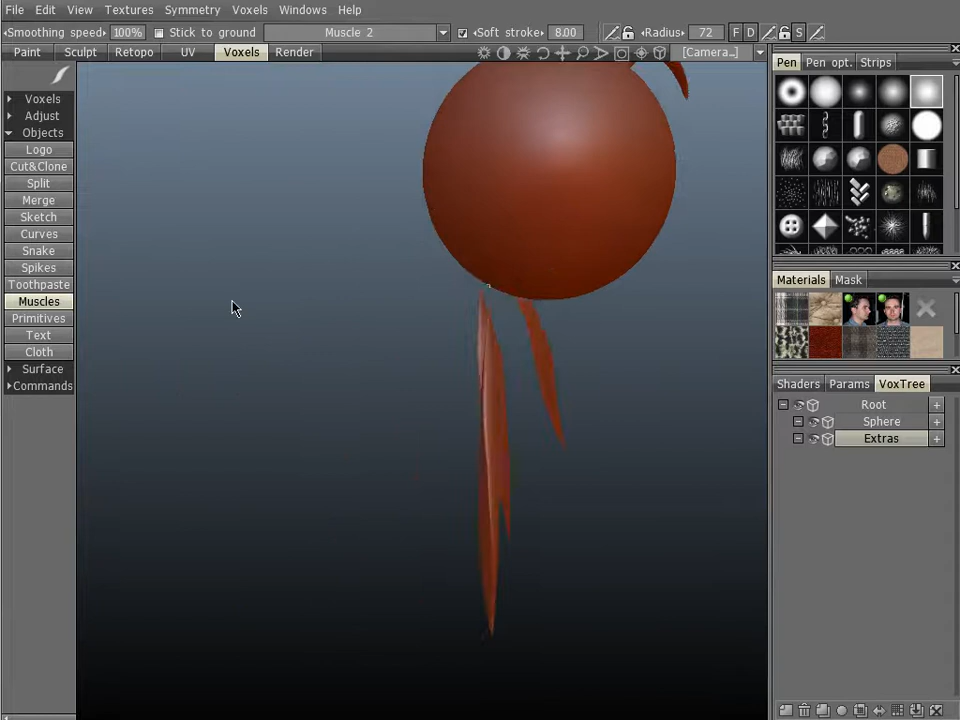 File Edit View Textures Symmetry Voxels Windows Help
Smoothing speed 100% Stick to ground Muscle 2 Soft stroke 8.00 Radius 72 F D S
Paint Sculpt Retopo UV Voxels Render [Camera...]
Pen Pen opt. Strips
Voxels
Adjust
Objects
Logo
Cut&Clone
Split
Merge
Sketch
Curves
Snake
Spikes
Toothpaste
Muscles
Primitives
Text
Cloth
Surface
Commands
Materials Mask
Shaders Params VoxTree
Root
Sphere
Extras